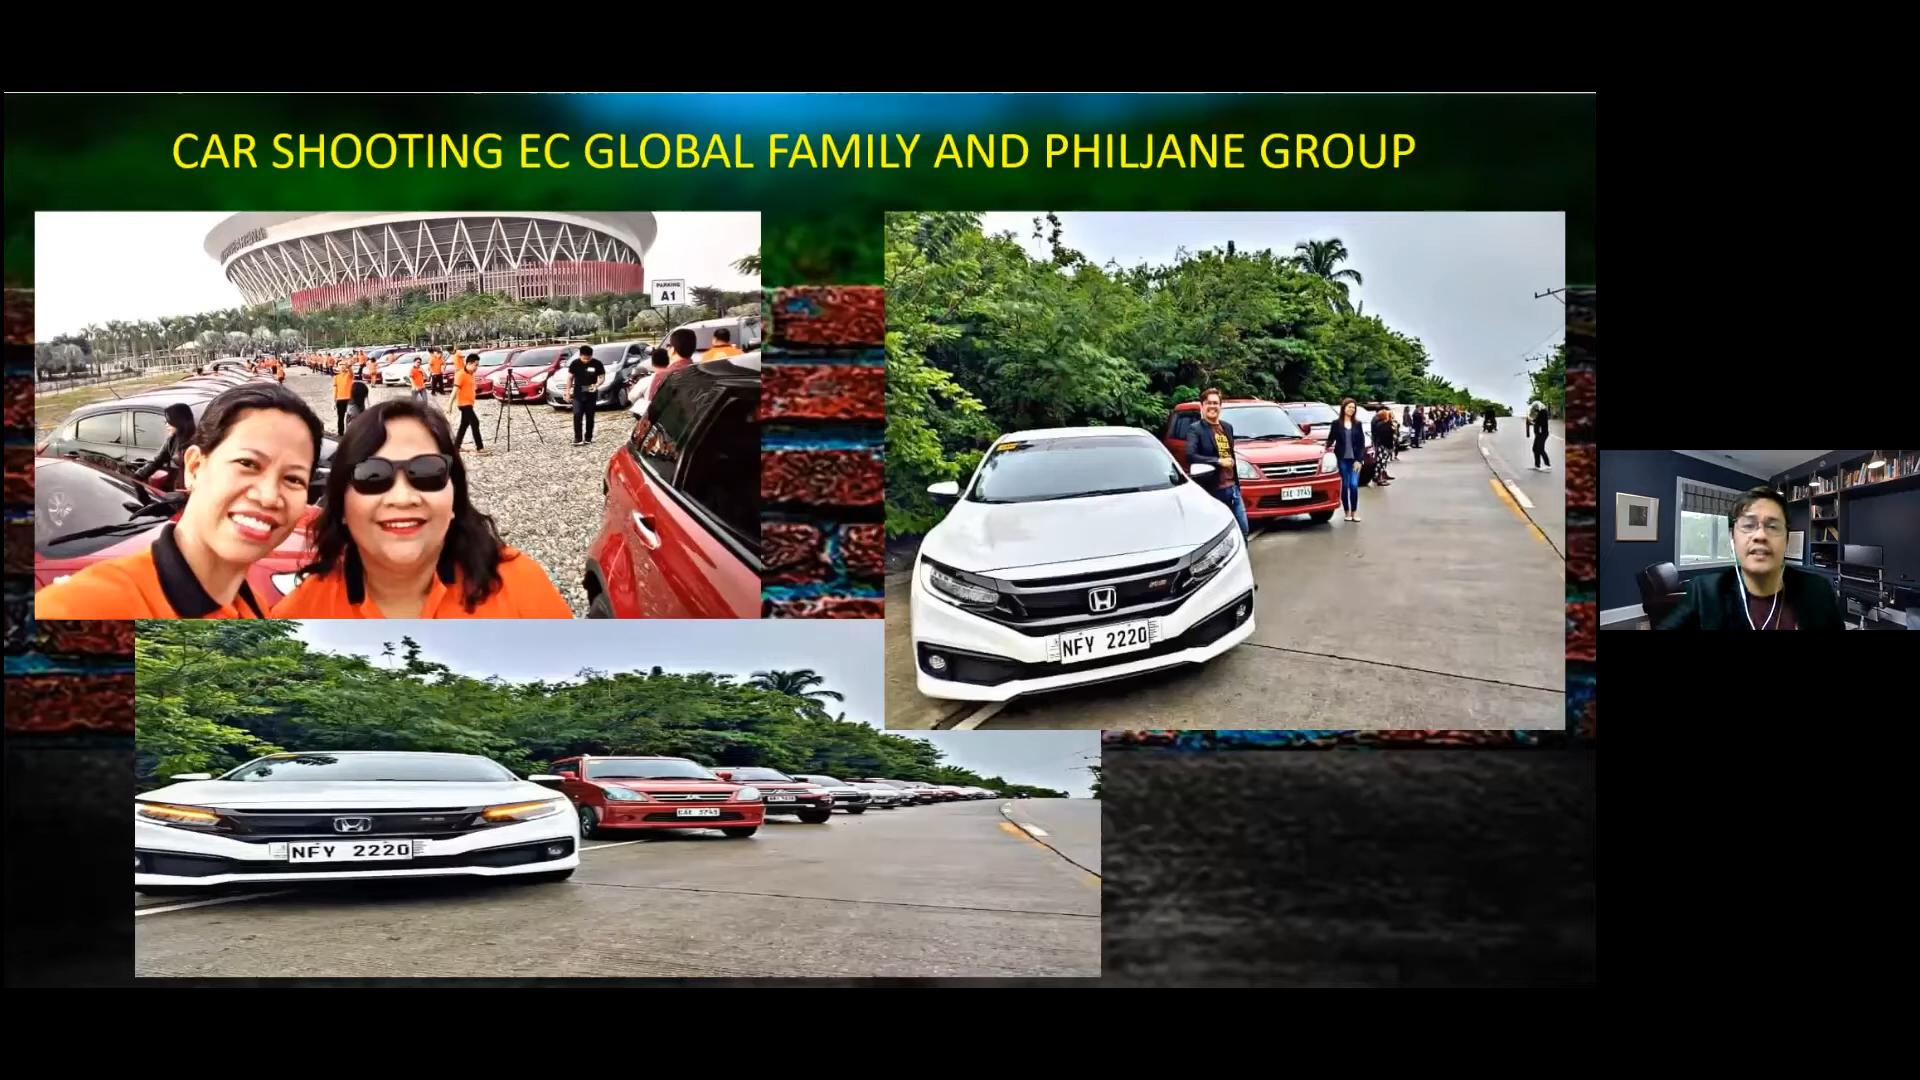 CAR SHOOTING EC GLOBAL FAMILY AND PHILJANE GROUP
PARKING
A1
NFY 2220
NFY 2220